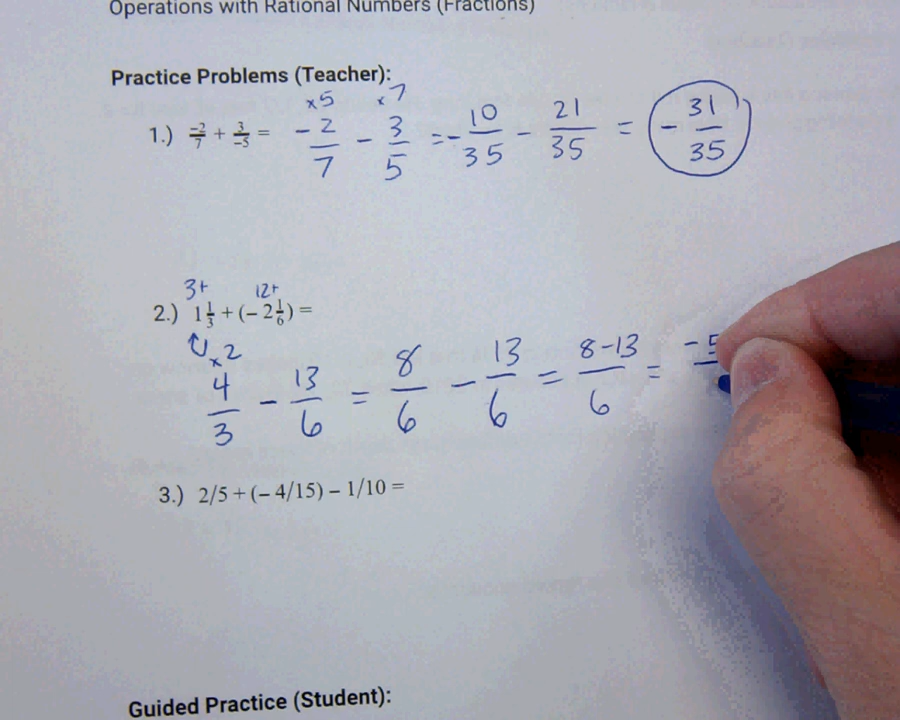 Operations with Rational Numbers (Fractions)
Practice Problems (Teacher):
x5 x7
1.) -2/7 + 3/-5 = -2/7 - 3/5 = -10/35 - 21/35 = -31/35
3+ 12+
2.) 1 1/3 + (- 2 1/6) =
x2
4/3 - 13/6 = 8/6 - 13/6 = 8-13/6 = -5
3.) 2/5 + (- 4/15) – 1/10 =
Guided Practice (Student):